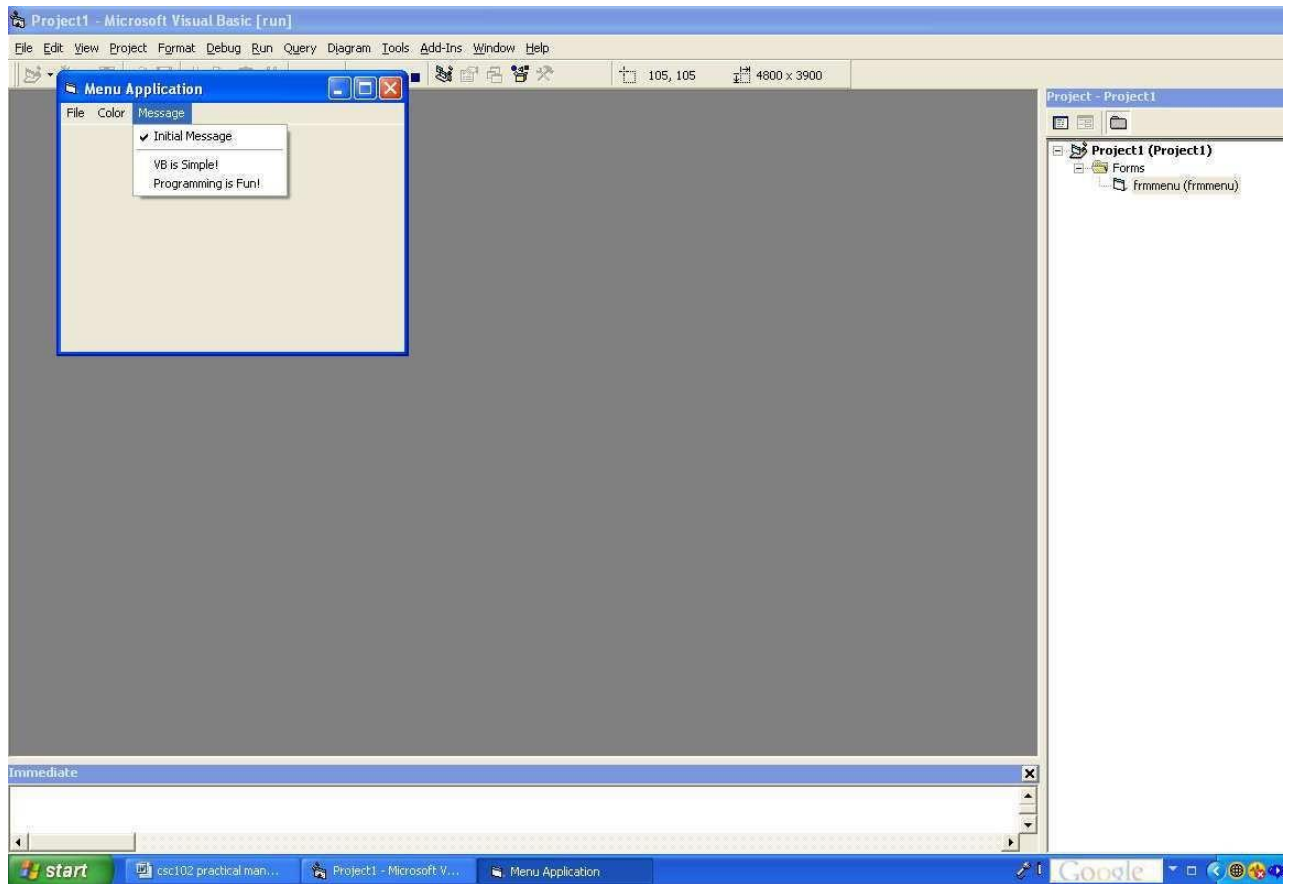 Project1 - Microsoft Visual Basic [run]
File Edit View Project Format Debug Run Query Diagram Tools Add-Ins Window Help
105, 105 4800 x 3900
Menu Application
File Color Message
Initial Message
VB is Simple!
Programming is Fun!
Project - Project1
Project1 (Project1)
Forms
frmmenu (frmmenu)
Immediate
start csc102 practical man... Project1 - Microsoft V... Menu Application Google